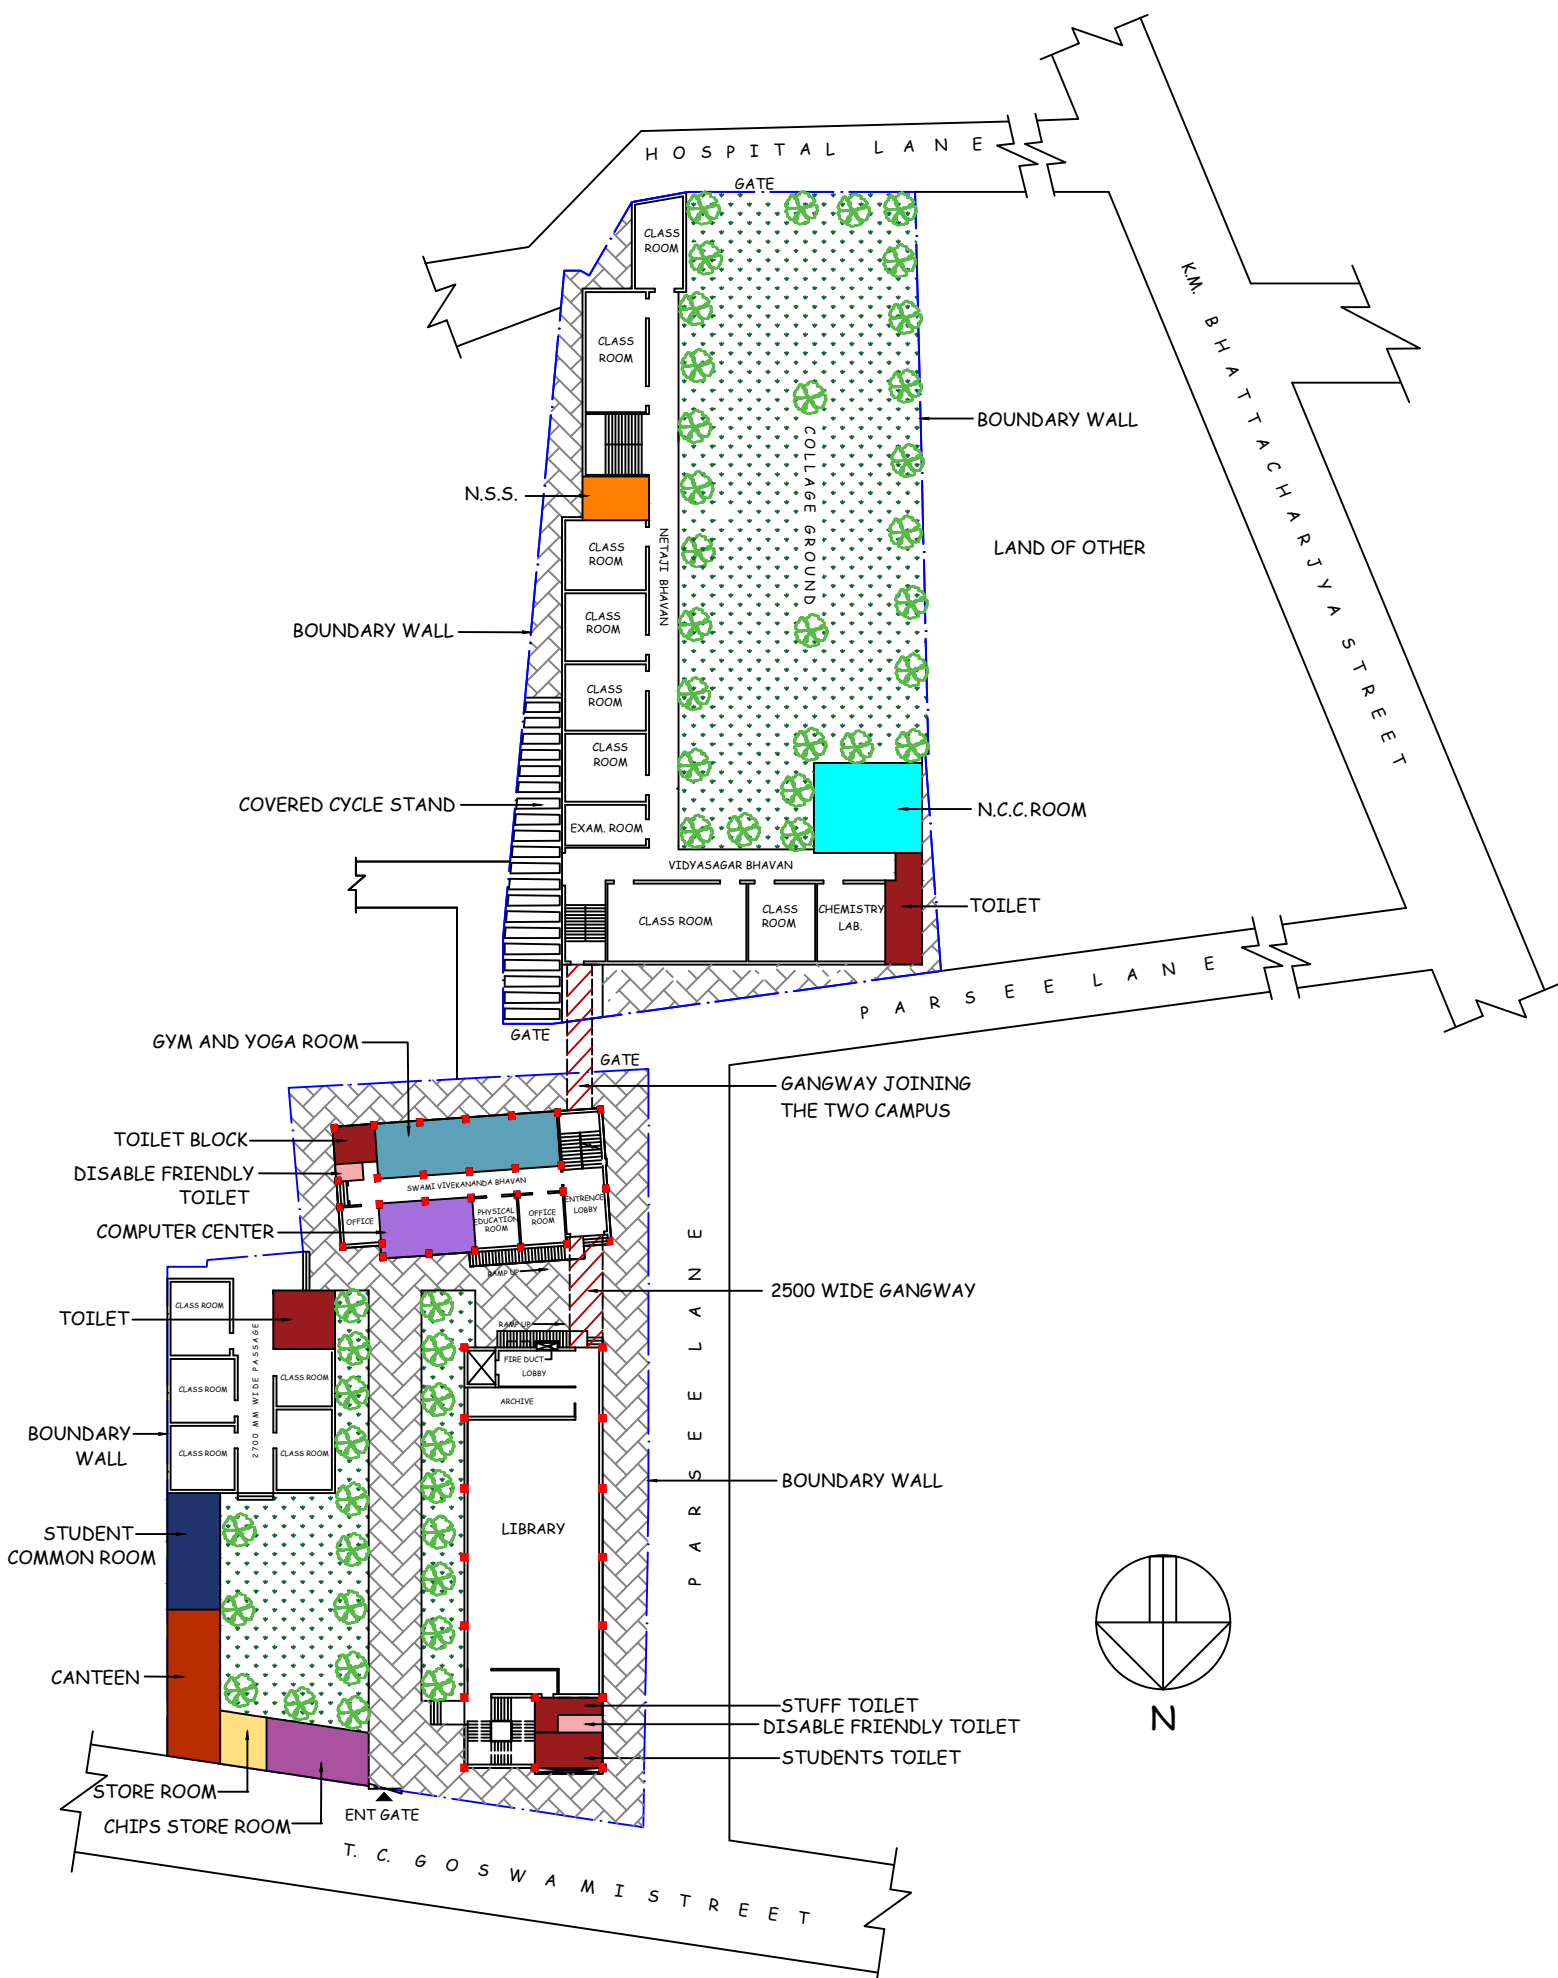 HOSPITAL LANE
GATE
CLASS
ROOM
K.M. BHATTACHARJYA STREET
CLASS
ROOM
BOUNDARY WALL
COLLAGE GROUND
N.S.S.
NETAJI BHAVAN
CLASS
ROOM
LAND OF OTHER
CLASS
ROOM
BOUNDARY WALL
CLASS
ROOM
CLASS
ROOM
COVERED CYCLE STAND
N.C.C.ROOM
EXAM. ROOM
VIDYASAGAR BHAVAN
CLASS ROOM
CLASS
ROOM
CHEMISTRY
LAB.
TOILET
PARSEE LANE
GATE
GYM AND YOGA ROOM
GATE
GANGWAY JOINING
THE TWO CAMPUS
TOILET BLOCK
DISABLE FRIENDLY
TOILET
SWAMI VIVEKANANDA BHAVAN
COMPUTER CENTER
OFFICE
PHYSICAL
EDUCATION
ROOM
OFFICE
ROOM
ENTRENCE
LOBBY
RAMP UP
2500 WIDE GANGWAY
PARSEE LANE
CLASS ROOM
TOILET
2700 MM WIDE PASSAGE
RAMP UP
FIRE DUCT
LOBBY
CLASS ROOM
CLASS ROOM
ARCHIVE
BOUNDARY
WALL
CLASS ROOM
CLASS ROOM
BOUNDARY WALL
STUDENT
COMMON ROOM
LIBRARY
CANTEEN
STUFF TOILET
DISABLE FRIENDLY TOILET
STUDENTS TOILET
N
STORE ROOM
CHIPS STORE ROOM
ENT GATE
T. C. GOSWAMI STREET